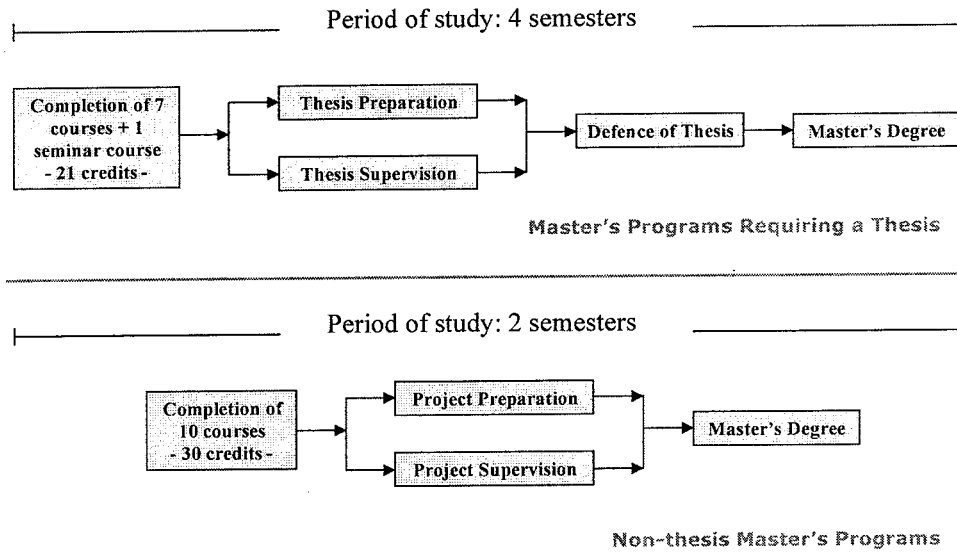 Period of study: 4 semesters
Completion of 7
courses + 1
seminar course
- 21 credits -
Thesis Preparation
Thesis Supervision
Defence of Thesis
Master's Degree
Master's Programs Requiring a Thesis
Period of study: 2 semesters
Completion of
10 courses
- 30 credits -
Project Preparation
Project Supervision
Master's Degree
Non-thesis Master's Programs